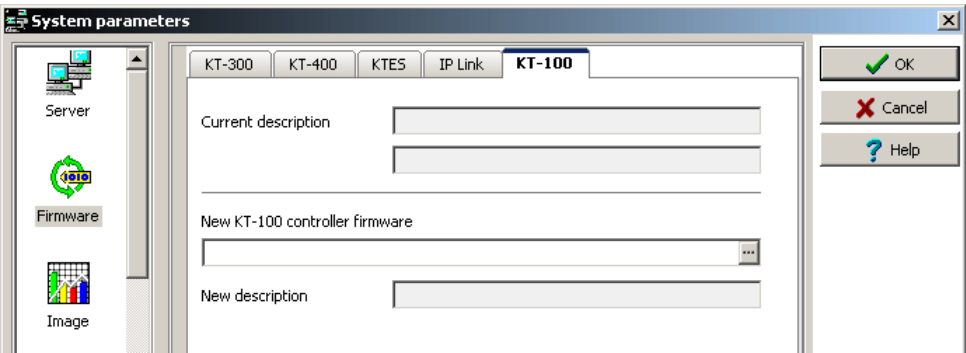 System parameters
Server
Firmware
Image
KT-300 KT-400 KTES IP Link KT-100
Current description
New KT-100 controller firmware
...
New description
OK
Cancel
Help